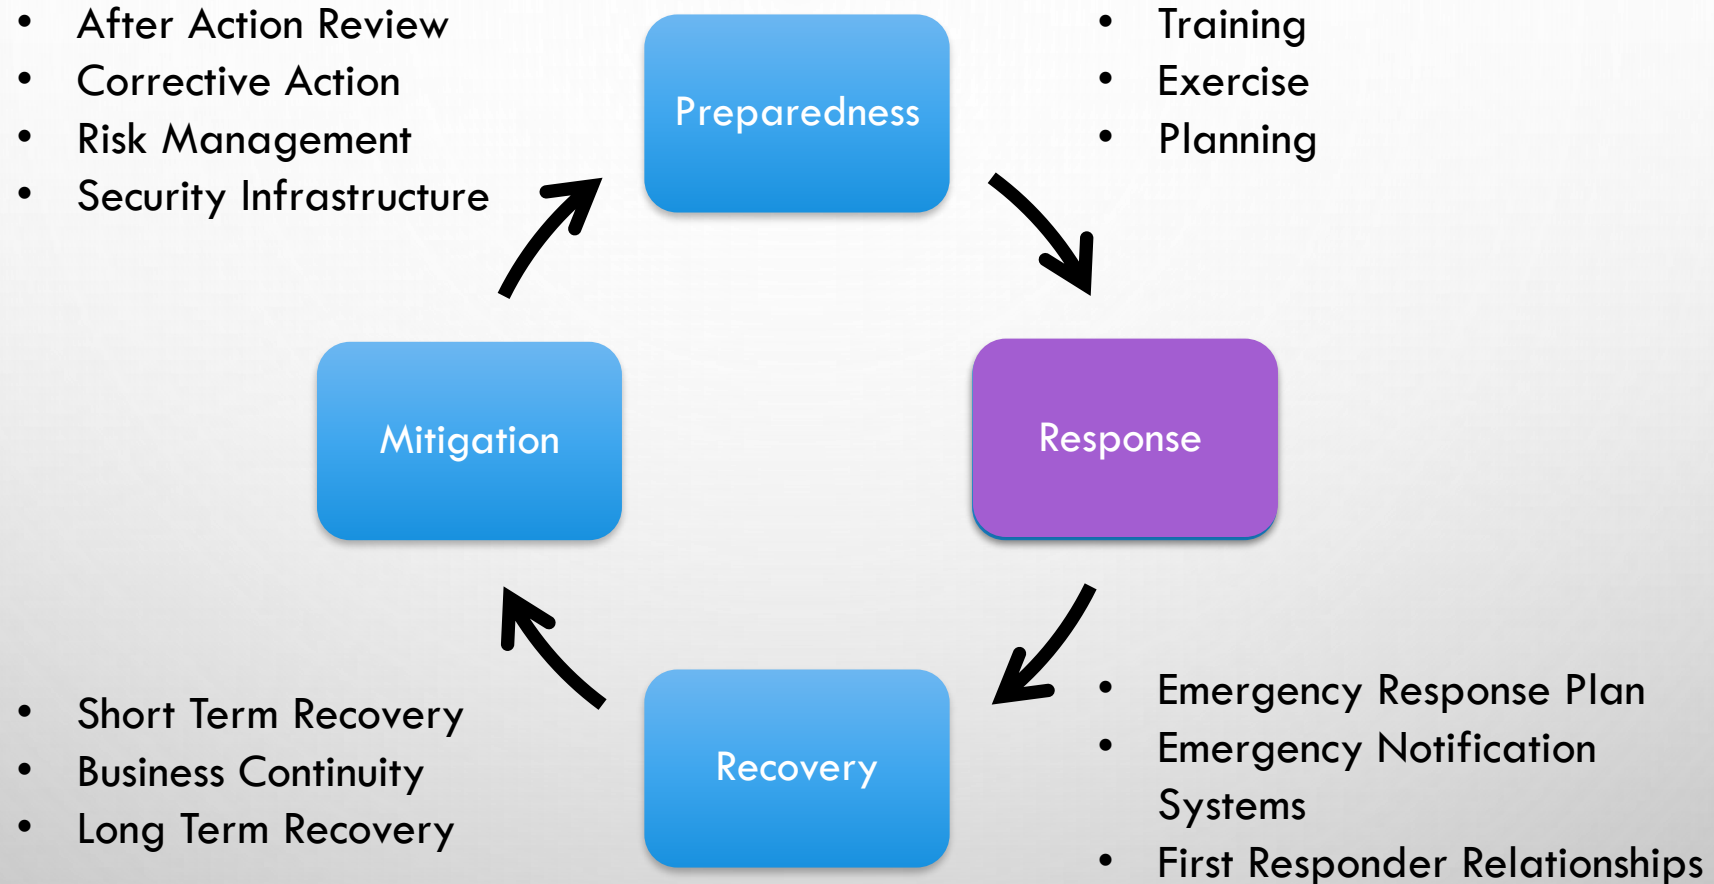 • After Action Review
• Corrective Action
• Risk Management
• Security Infrastructure
Preparedness
• Training
• Exercise
• Planning
Mitigation
Response
• Short Term Recovery
• Business Continuity
• Long Term Recovery
Recovery
• Emergency Response Plan
• Emergency Notification
Systems
• First Responder Relationships